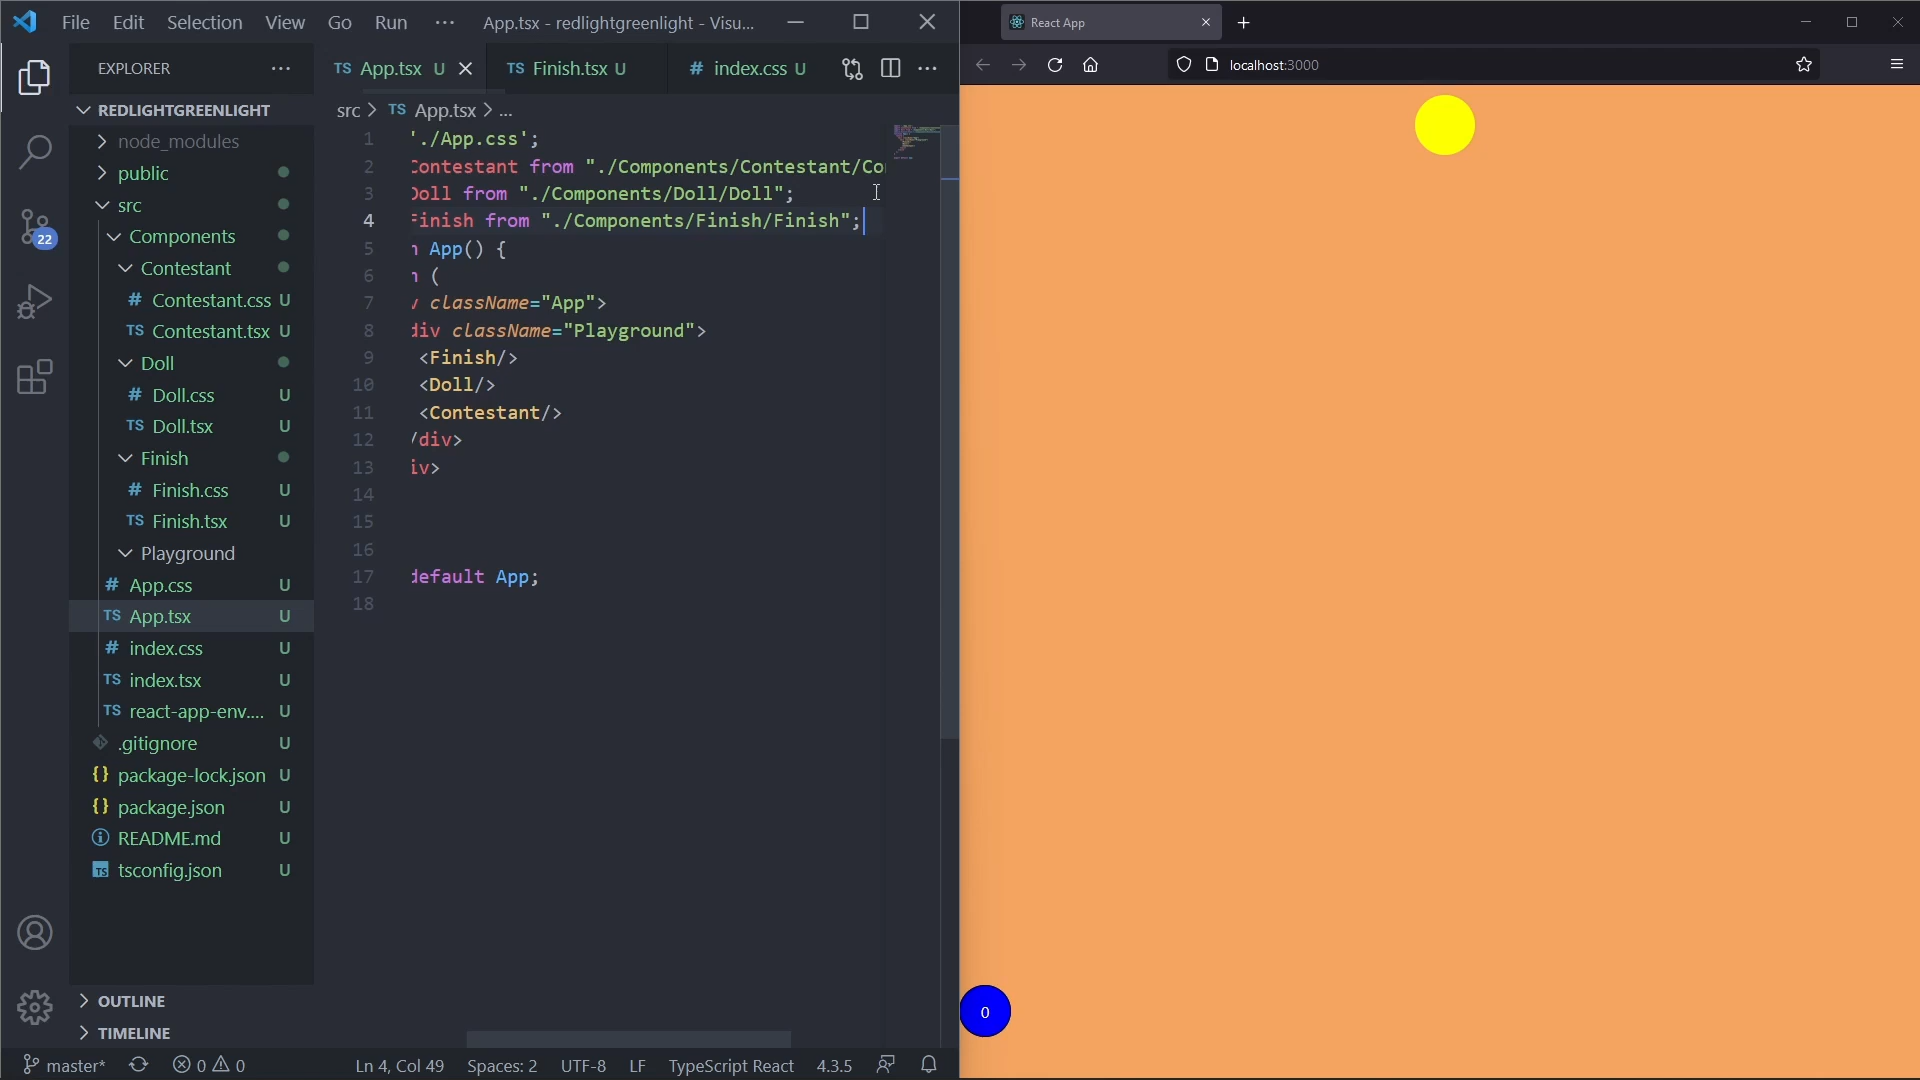 File Edit Selection View Go Run ··· App.tsx - redlightgreenlight - Visu...
React App
localhost:3000
EXPLORER ···
TS App.tsx U
TS Finish.tsx U
# index.css U
REDLIGHTGREENLIGHT
node_modules
public
src
Components
Contestant
# Contestant.css U
TS Contestant.tsx U
Doll
# Doll.css U
TS Doll.tsx U
Finish
# Finish.css U
TS Finish.tsx U
Playground
# App.css U
TS App.tsx U
# index.css U
TS index.tsx U
TS react-app-env.... U
.gitignore U
{} package-lock.json U
{} package.json U
README.md U
TS tsconfig.json U
OUTLINE
TIMELINE
22
src > TS App.tsx > ...
1 './App.css';
2 Contestant from "./Components/Contestant/Co
3 Doll from "./Components/Doll/Doll";
4 Finish from "./Components/Finish/Finish";
5 n App() {
6 n (
7 v className="App">
8 div className="Playground">
9 <Finish/>
10 <Doll/>
11 <Contestant/>
12 /div>
13 iv>
14
15
16
17 default App;
18
0
master* 0 0 Ln 4, Col 49 Spaces: 2 UTF-8 LF TypeScript React 4.3.5